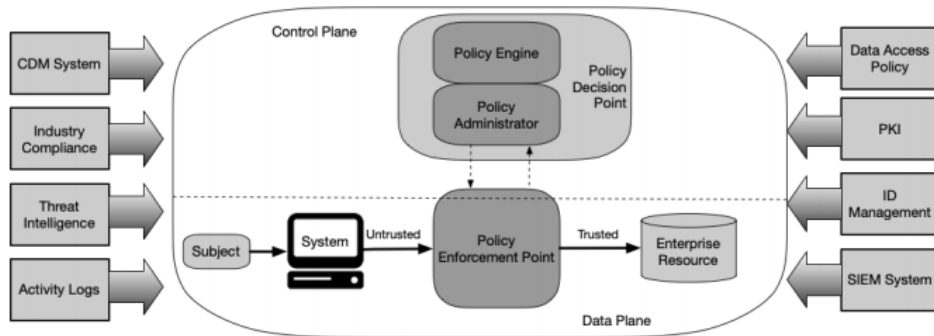 Control Plane
CDM System
Industry
Compliance
Threat
Intelligence
Activity Logs
Policy Engine
Policy
Administrator
Policy
Decision
Point
Subject
System
Untrusted
Policy
Enforcement Point
Trusted
Enterprise
Resource
Data Plane
Data Access
Policy
PKI
ID
Management
SIEM System